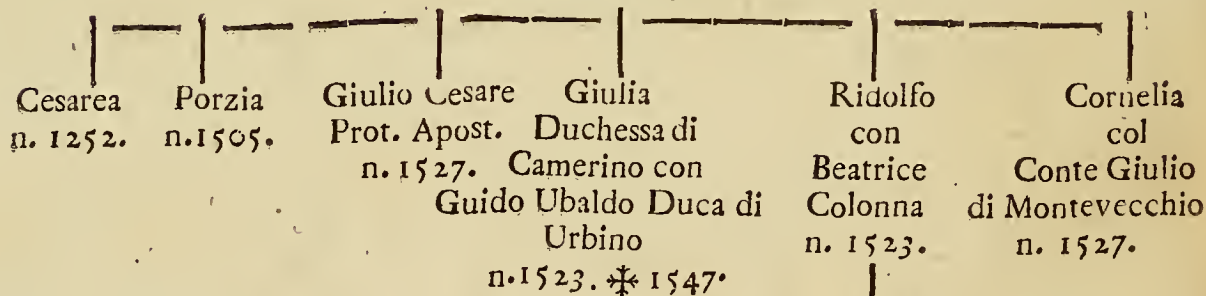 Cesarea
n. 1252.
Porzia
n.1505.
Giulio Cesare
Prot. Apost.
n. 1527.
Giulia
Duchessa di
Camerino con
Guido Ubaldo Duca di
Urbino
n.1523. ✠ 1547.
Ridolfo
con
Beatrice
Colonna
n. 1523.
Cornelia
col
Conte Giulio
di Montevecchio
n. 1527.